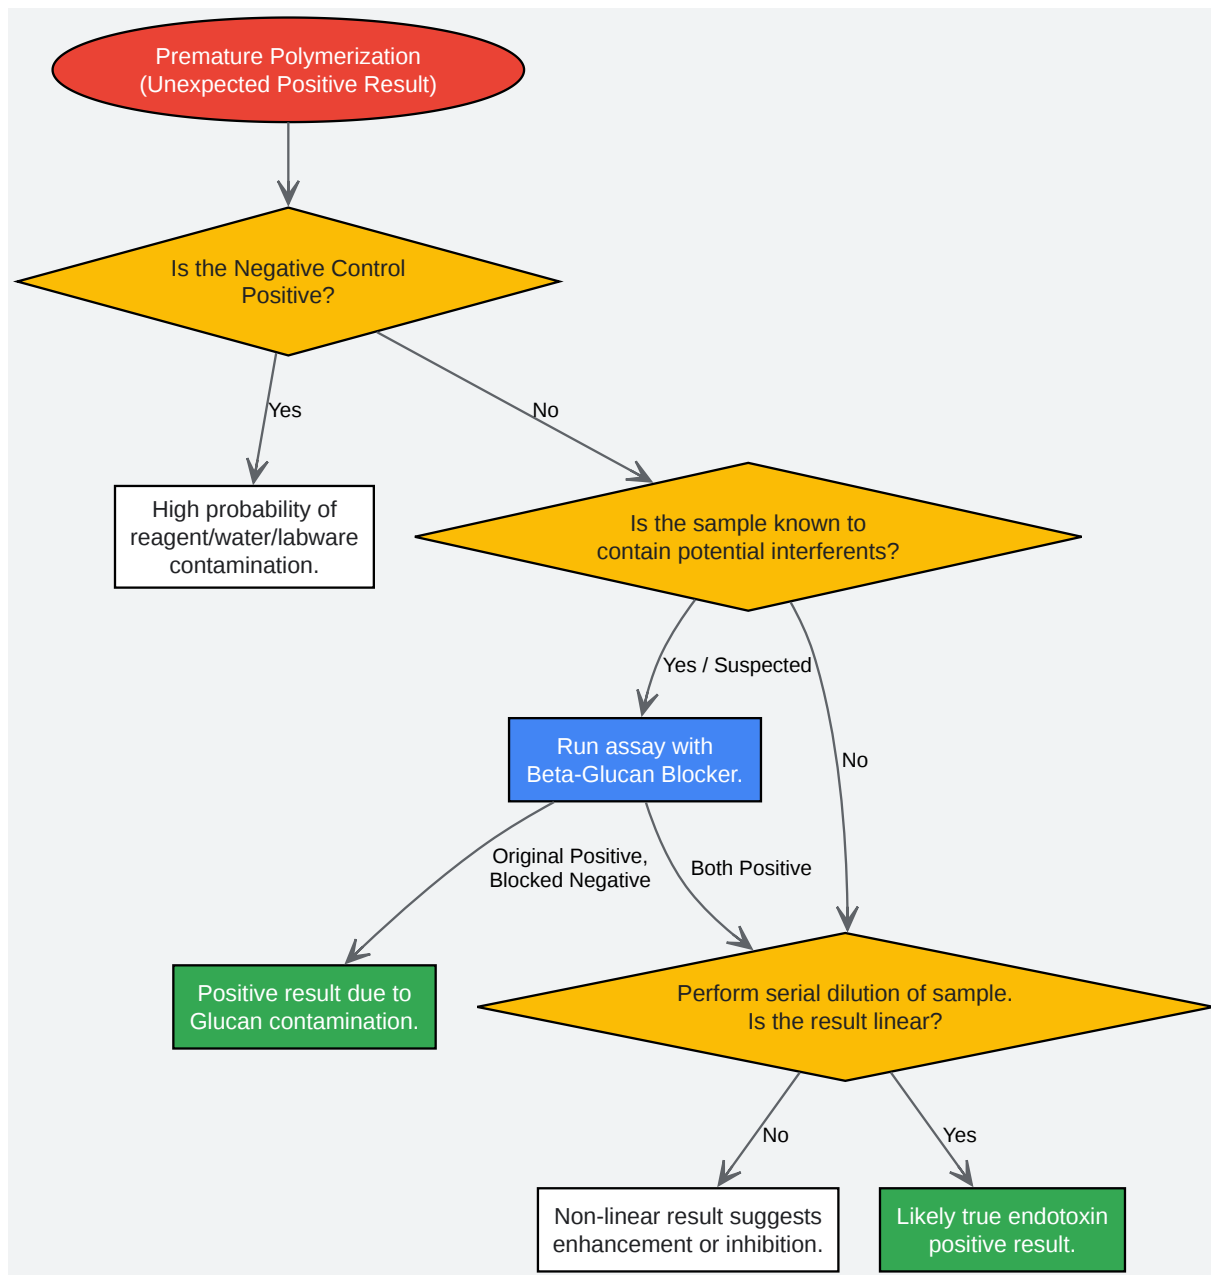 Premature Polymerization
(Unexpected Positive Result)
Is the Negative Control
Positive?
Yes
No
High probability of
reagent/water/labware
contamination.
Is the sample known to
contain potential interferents?
Yes / Suspected
No
Run assay with
Beta-Glucan Blocker.
Original Positive,
Blocked Negative
Both Positive
Positive result due to
Glucan contamination.
Perform serial dilution of sample.
Is the result linear?
No
Yes
Non-linear result suggests
enhancement or inhibition.
Likely true endotoxin
positive result.